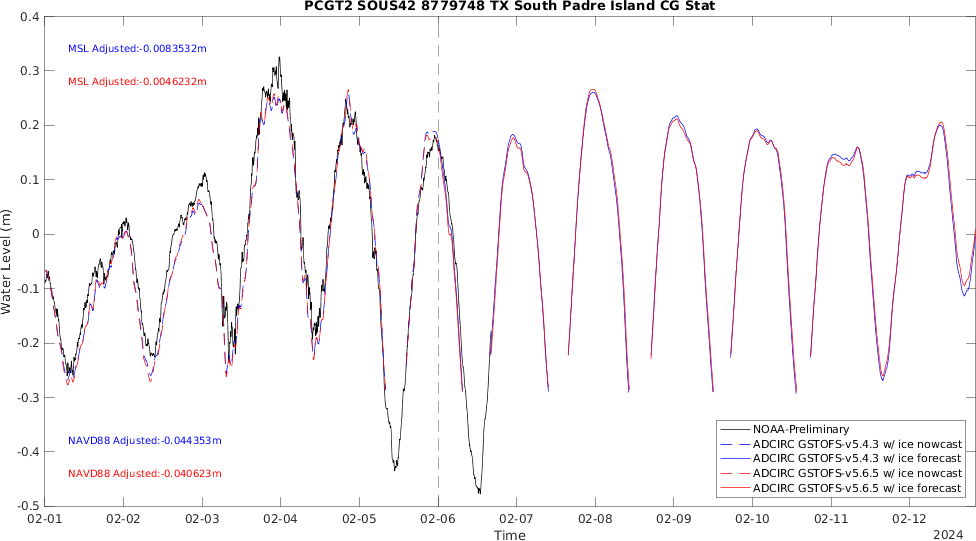 PCGT2 SOUS42 8779748 TX South Padre Island CG Stat
MSL Adjusted:-0.0083532m
MSL Adjusted:-0.0046232m
NAVD88 Adjusted:-0.044353m
NAVD88 Adjusted:-0.040623m
Water Level (m)
0.4
0.3
0.2
0.1
0
-0.1
-0.2
-0.3
-0.4
-0.5
NOAA-Preliminary
ADCIRC GSTOFS-v5.4.3 w/ ice nowcast
ADCIRC GSTOFS-v5.4.3 w/ ice forecast
ADCIRC GSTOFS-v5.6.5 w/ ice nowcast
ADCIRC GSTOFS-v5.6.5 w/ ice forecast
02-01 02-02 02-03 02-04 02-05 02-06 02-07 02-08 02-09 02-10 02-11 02-12
Time
2024